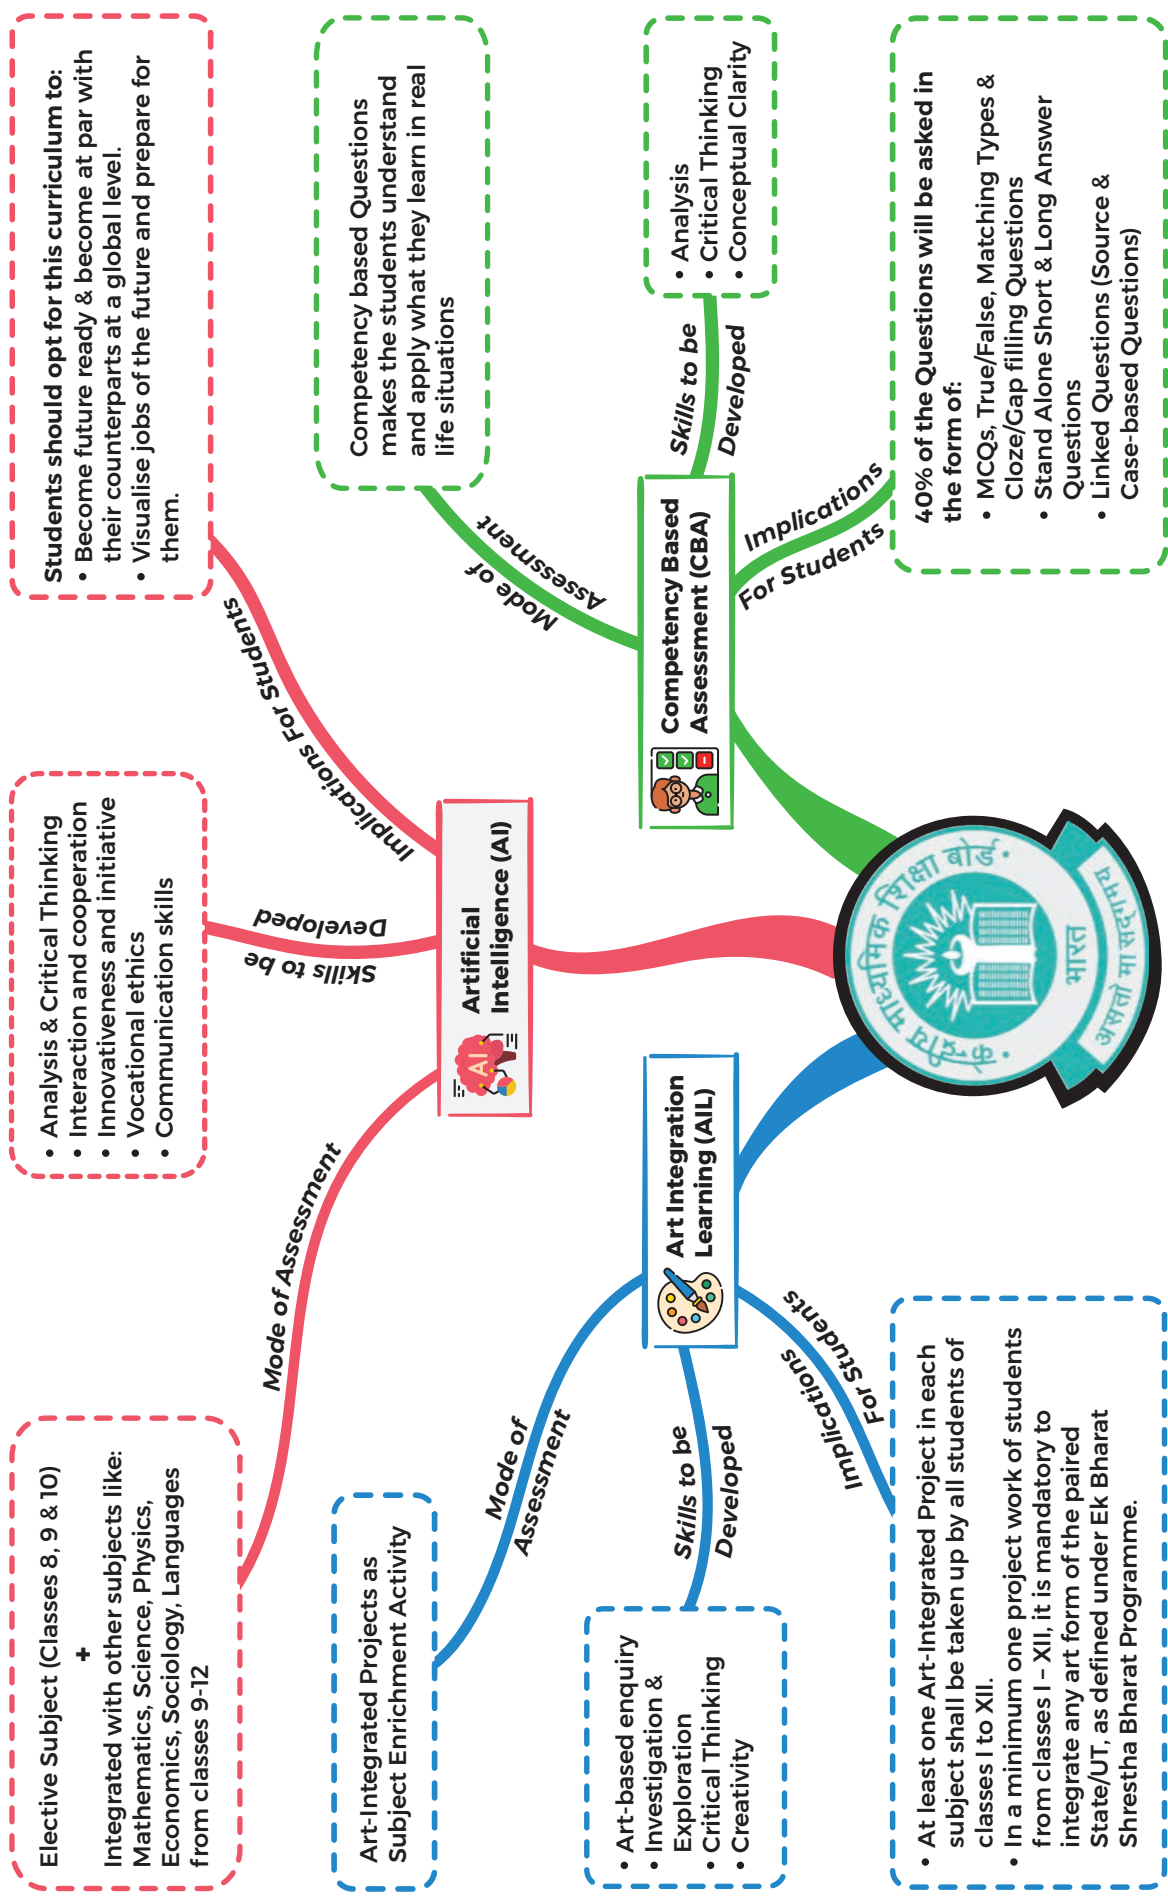 Elective Subject (Classes 8, 9 & 10)
+
Integrated with other subjects like:
Mathematics, Science, Physics,
Economics, Sociology, Languages
from classes 9-12
Mode of Assessment
• Analysis & Critical Thinking
• Interaction and cooperation
• Innovativeness and initiative
• Vocational ethics
• Communication skills
Skills to be
Developed
Students should opt for this curriculum to:
• Become future ready & become at par with
their counterparts at a global level.
• Visualise jobs of the future and prepare for
them.
Implications For Students
AI
Artificial
Intelligence (AI)
Art-Integrated Projects as
Subject Enrichment Activity
Mode of
Assessment
• Art-based enquiry
• Investigation &
Exploration
• Critical Thinking
• Creativity
Skills to be
Developed
• At least one Art-Integrated Project in each
subject shall be taken up by all students of
classes I to XII.
• In a minimum one project work of students
from classes I – XII, it is mandatory to
integrate any art form of the paired
State/UT, as defined under Ek Bharat
Shrestha Bharat Programme.
Implications
For Students
Art Integration
Learning (AIL)
Competency based Questions
makes the students understand
and apply what they learn in real
life situations
Mode of
Assessment
• Analysis
• Critical Thinking
• Conceptual Clarity
Skills to be
Developed
40% of the Questions will be asked in
the form of:
• MCQs, True/False, Matching Types &
Cloze/Gap filling Questions
• Stand Alone Short & Long Answer
Questions
• Linked Questions (Source &
Case-based Questions)
Implications
For Students
Competency Based
Assessment (CBA)
केन्द्रीय माध्यमिक शिक्षा बोर्ड
भारत
असतो मा सद्गमय